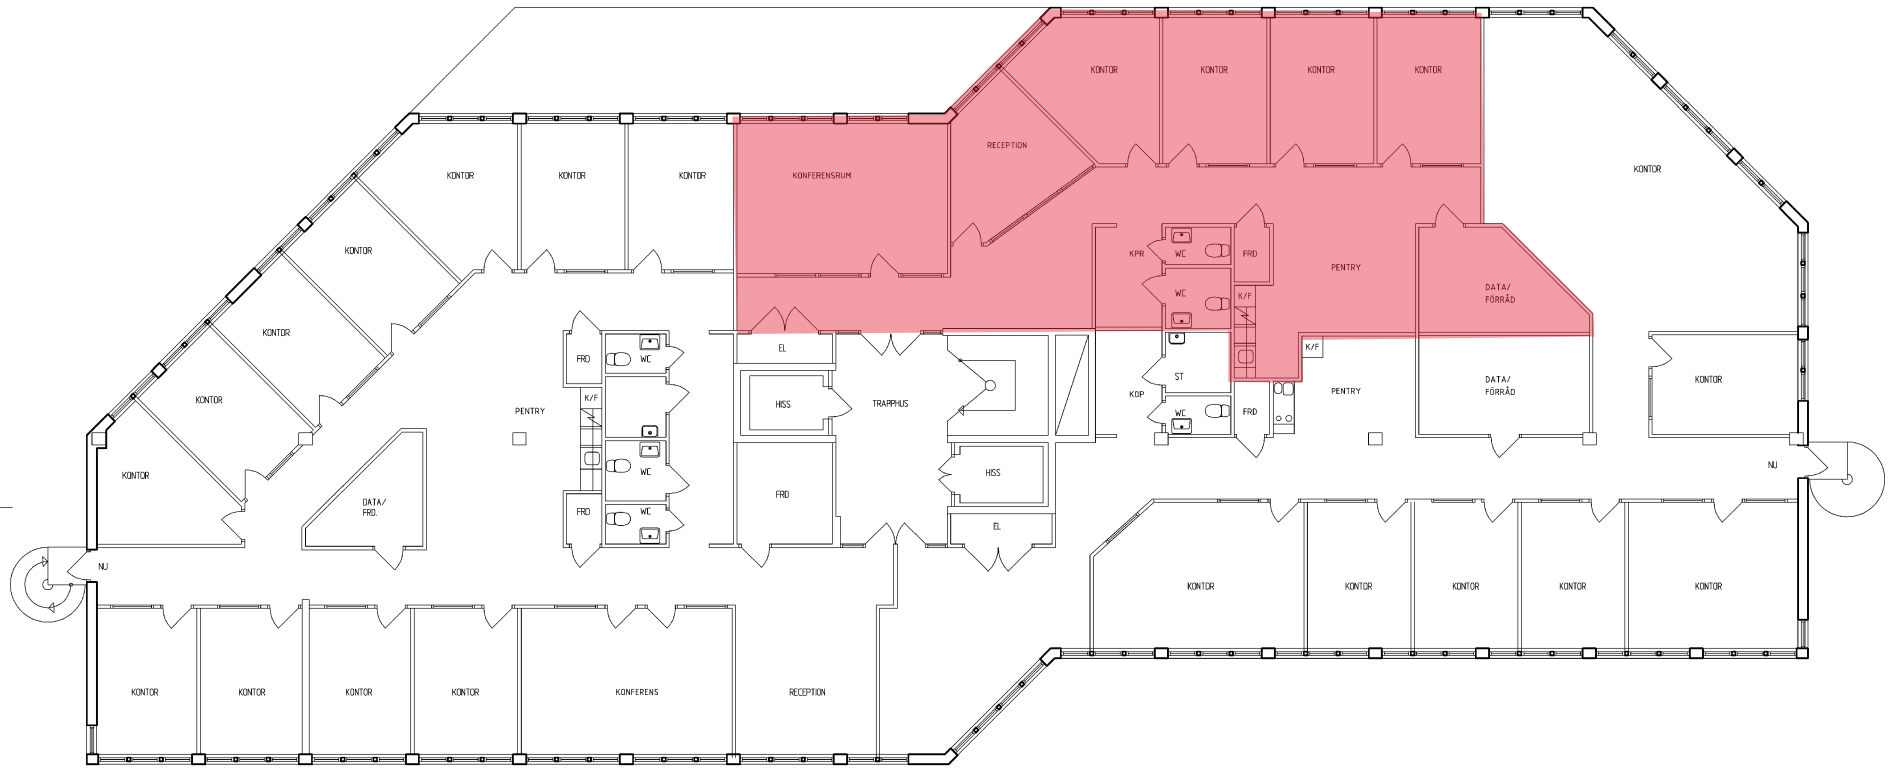 KONTOR
KONTOR
KONTOR
KONTOR
RECEPTION
KONTOR
KONTOR
KONTOR
KONTOR
KONFERENSRUM
KONTOR
KPR
WC
FRD
PENTRY
KONTOR
WC
K/F
DATA/
FÖRRÅD
EL
K/F
FRD
WC
KONTOR
ST
DATA/
FÖRRÅD
KONTOR
K/F
KONTOR
PENTRY
HISS
TRAPPHUS
KOP
WC
FRD
PENTRY
KONTOR
WC
HISS
NU
DATA/
FRD.
FRD
FRD
WC
EL
NU
KONTOR
KONTOR
KONTOR
KONTOR
KONTOR
KONTOR
KONTOR
KONTOR
KONTOR
KONFERENS
RECEPTION